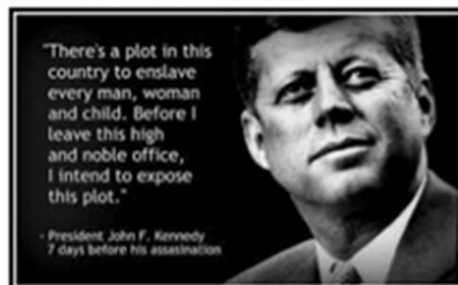 "There's a plot in this
country to enslave
every man, woman
and child. Before I
leave this high
and noble office,
I intend to expose
this plot."
- President John F. Kennedy
7 days before his assasination